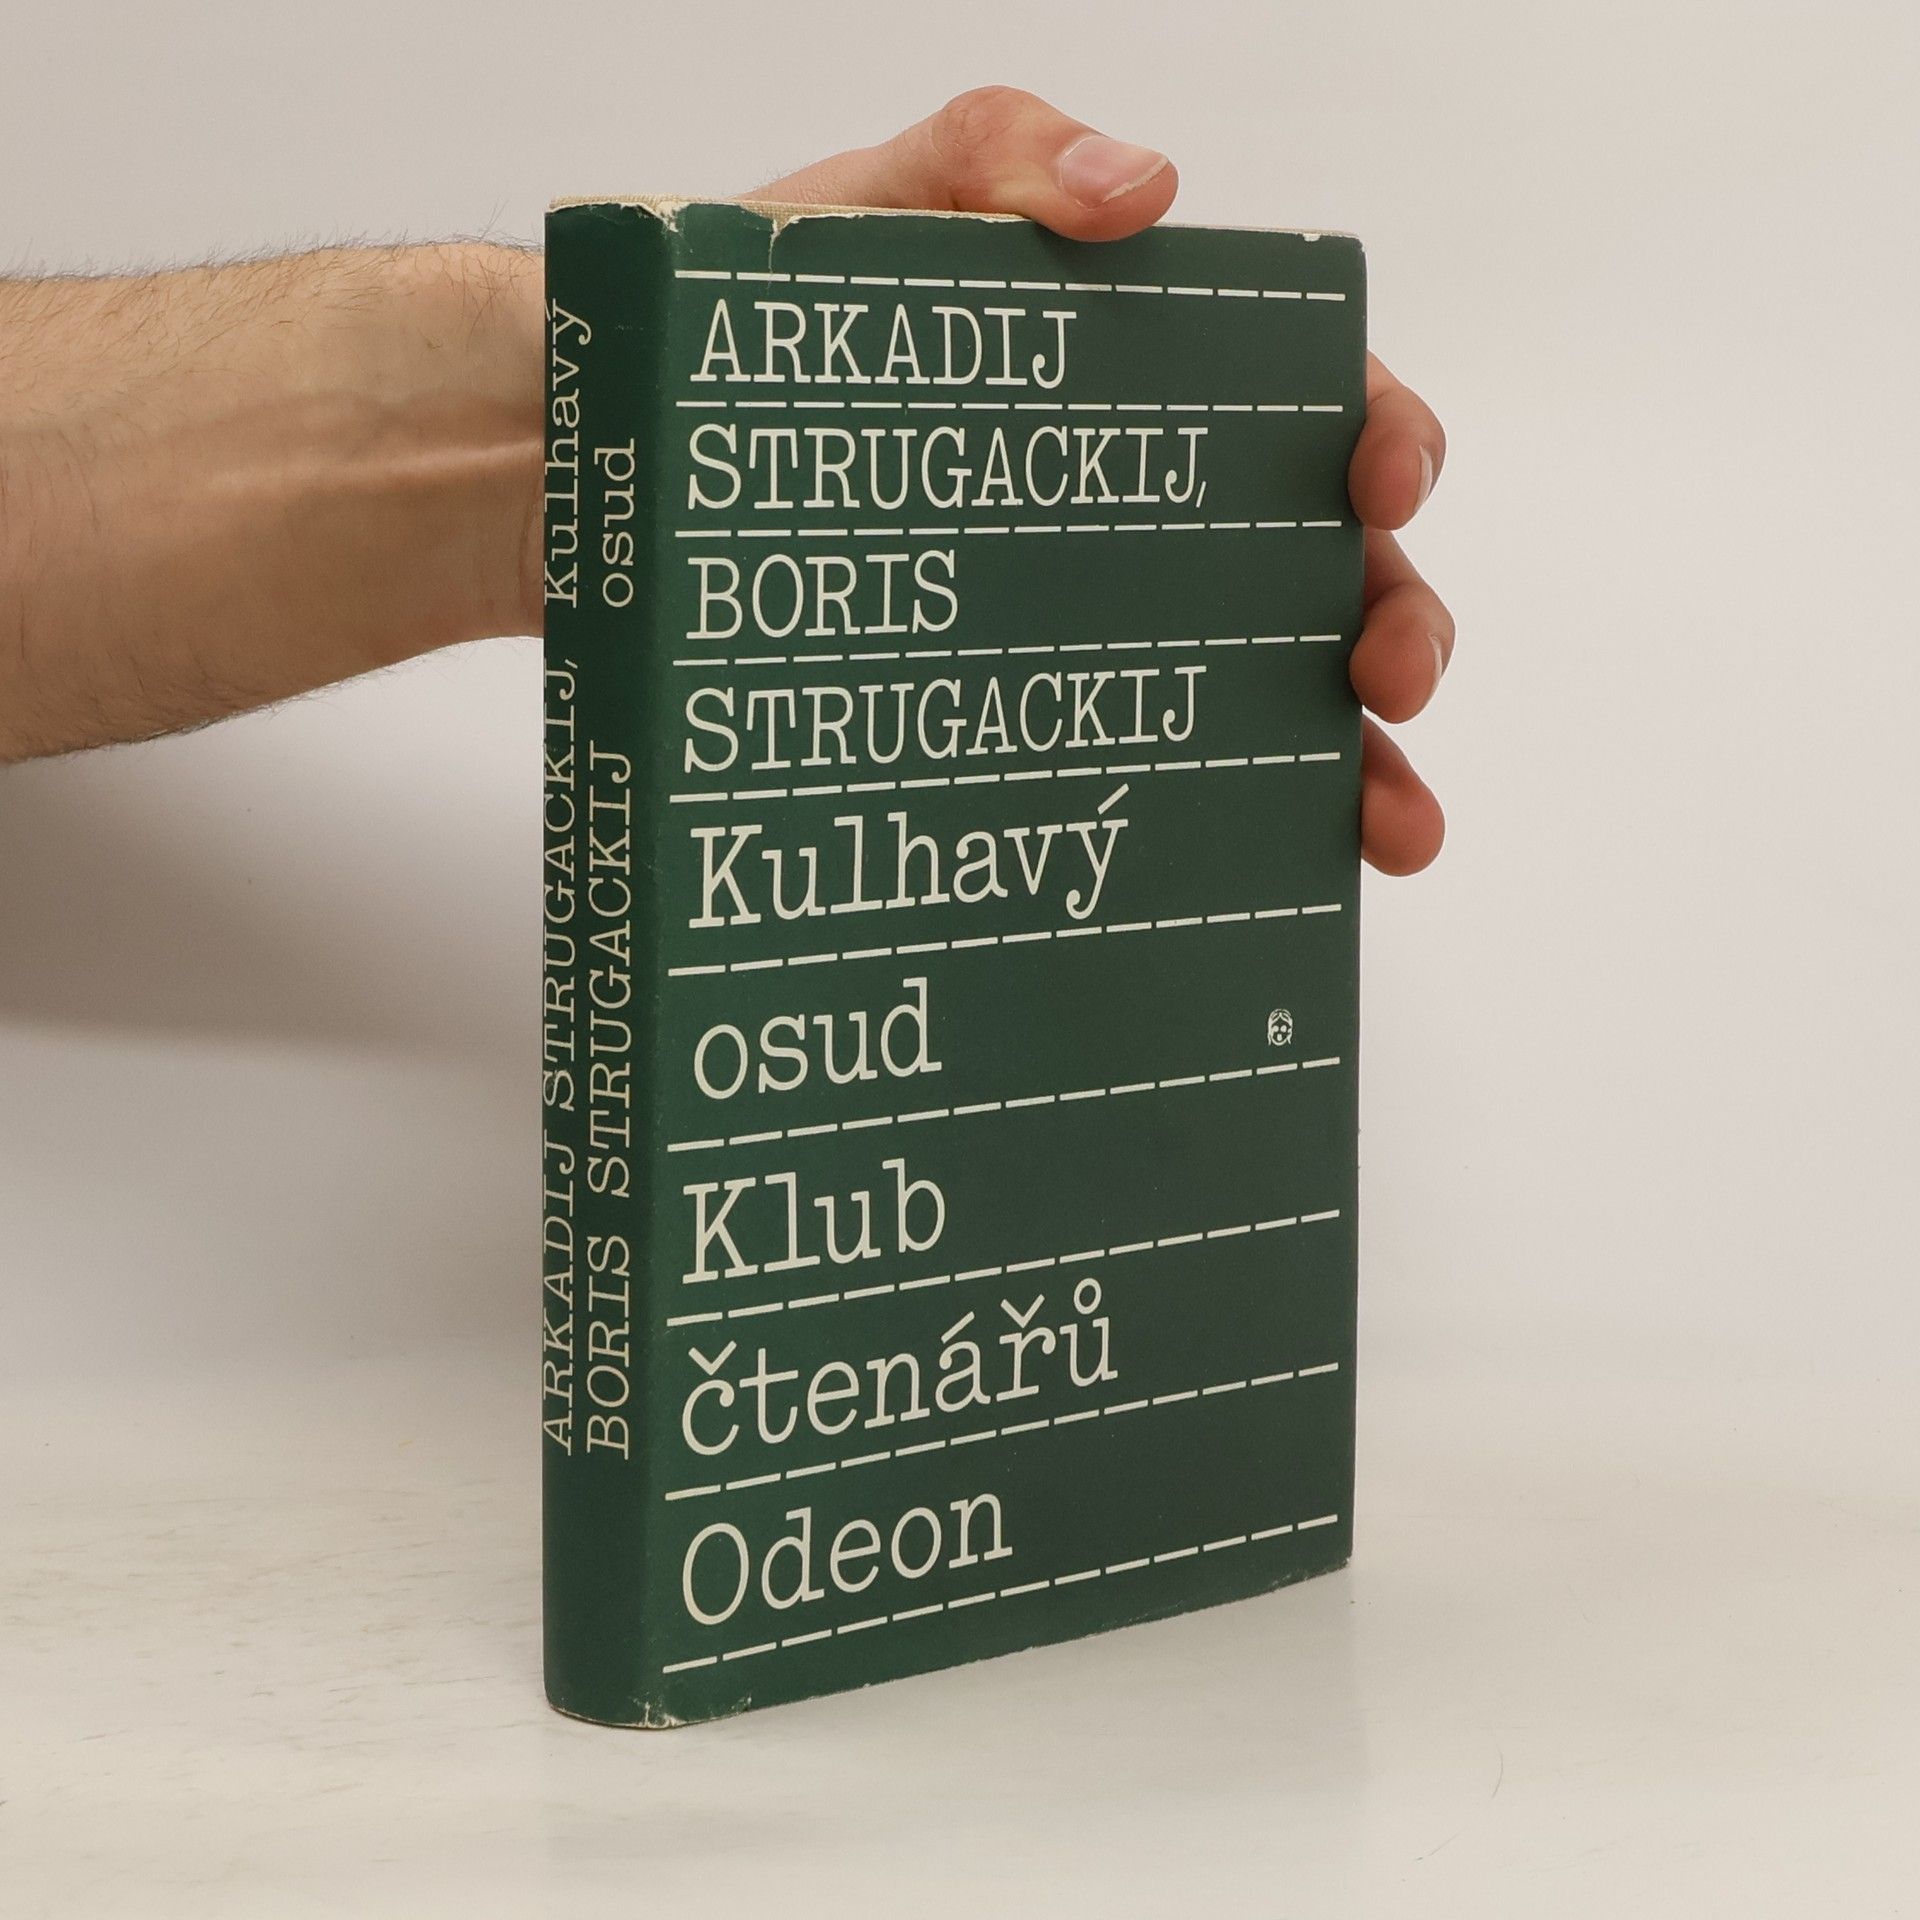 ARKADIJ STRUGACKIJ, Kulhavý
BORIS STRUGACKIJ osud
ARKADIJ
STRUGACKIJ,
BORIS
STRUGACKIJ
Kulhavý
osud
Klub
čtenářů
Odeon